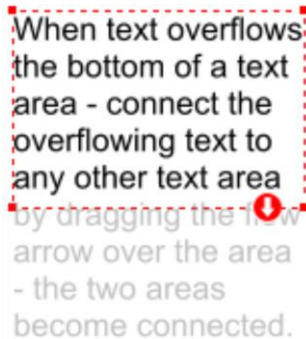 When text overflows
the bottom of a text
area - connect the
overflowing text to
any other text area
by dragging the flow
arrow over the area
- the two areas
become connected.